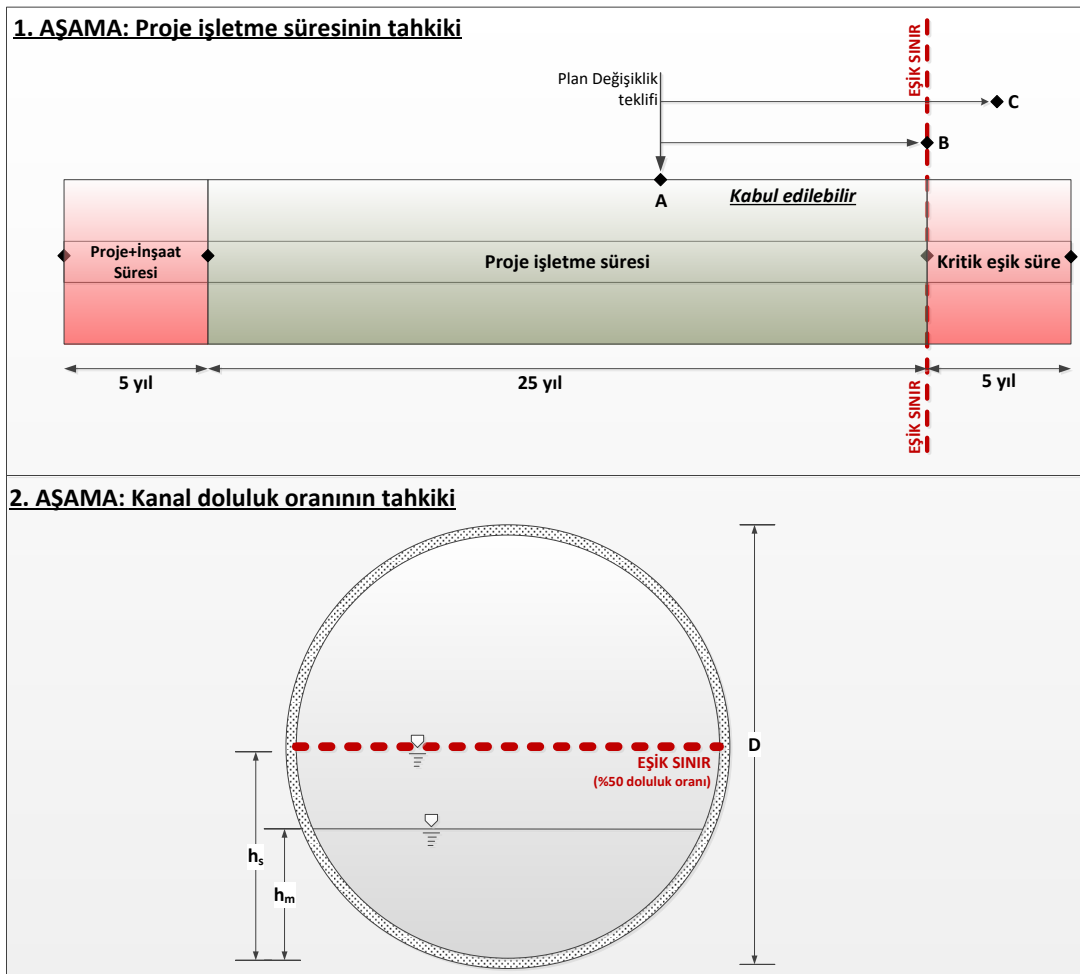 1. AŞAMA: Proje işletme süresinin tahkiki
EŞİK SINIR
Plan Değişiklik
teklifi
C
B
A
Kabul edilebilir
Proje+İnşaat
Süresi
Proje işletme süresi
Kritik eşik süre
5 yıl
25 yıl
5 yıl
EŞİK SINIR
2. AŞAMA: Kanal doluluk oranının tahkiki
D
EŞİK SINIR
(%50 doluluk oranı)
hs
hm